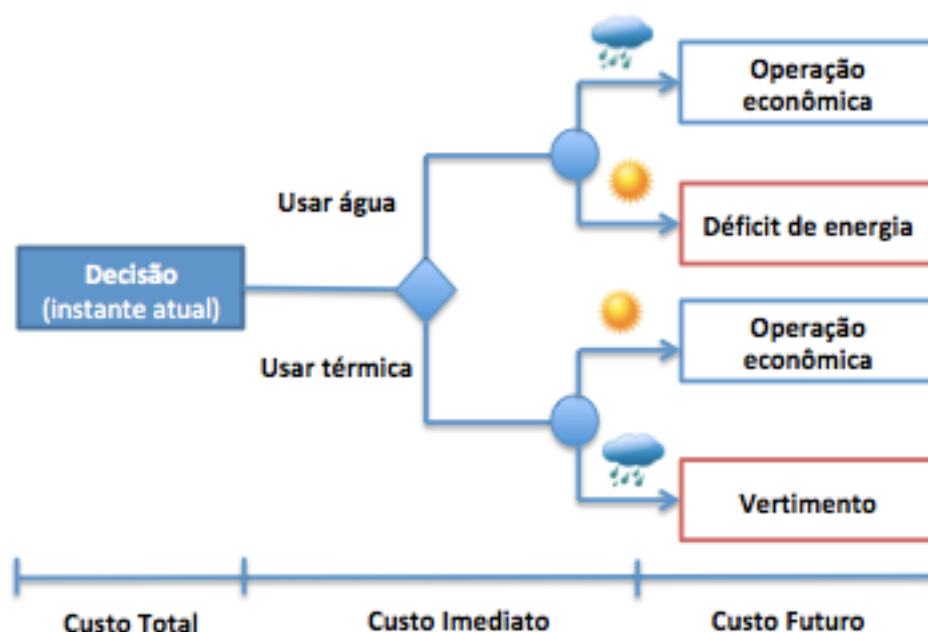 Operação
econômica
Usar água
Déficit de energia
Decisão
(instante atual)
Operação
econômica
Usar térmica
Vertimento
Custo Total
Custo Imediato
Custo Futuro